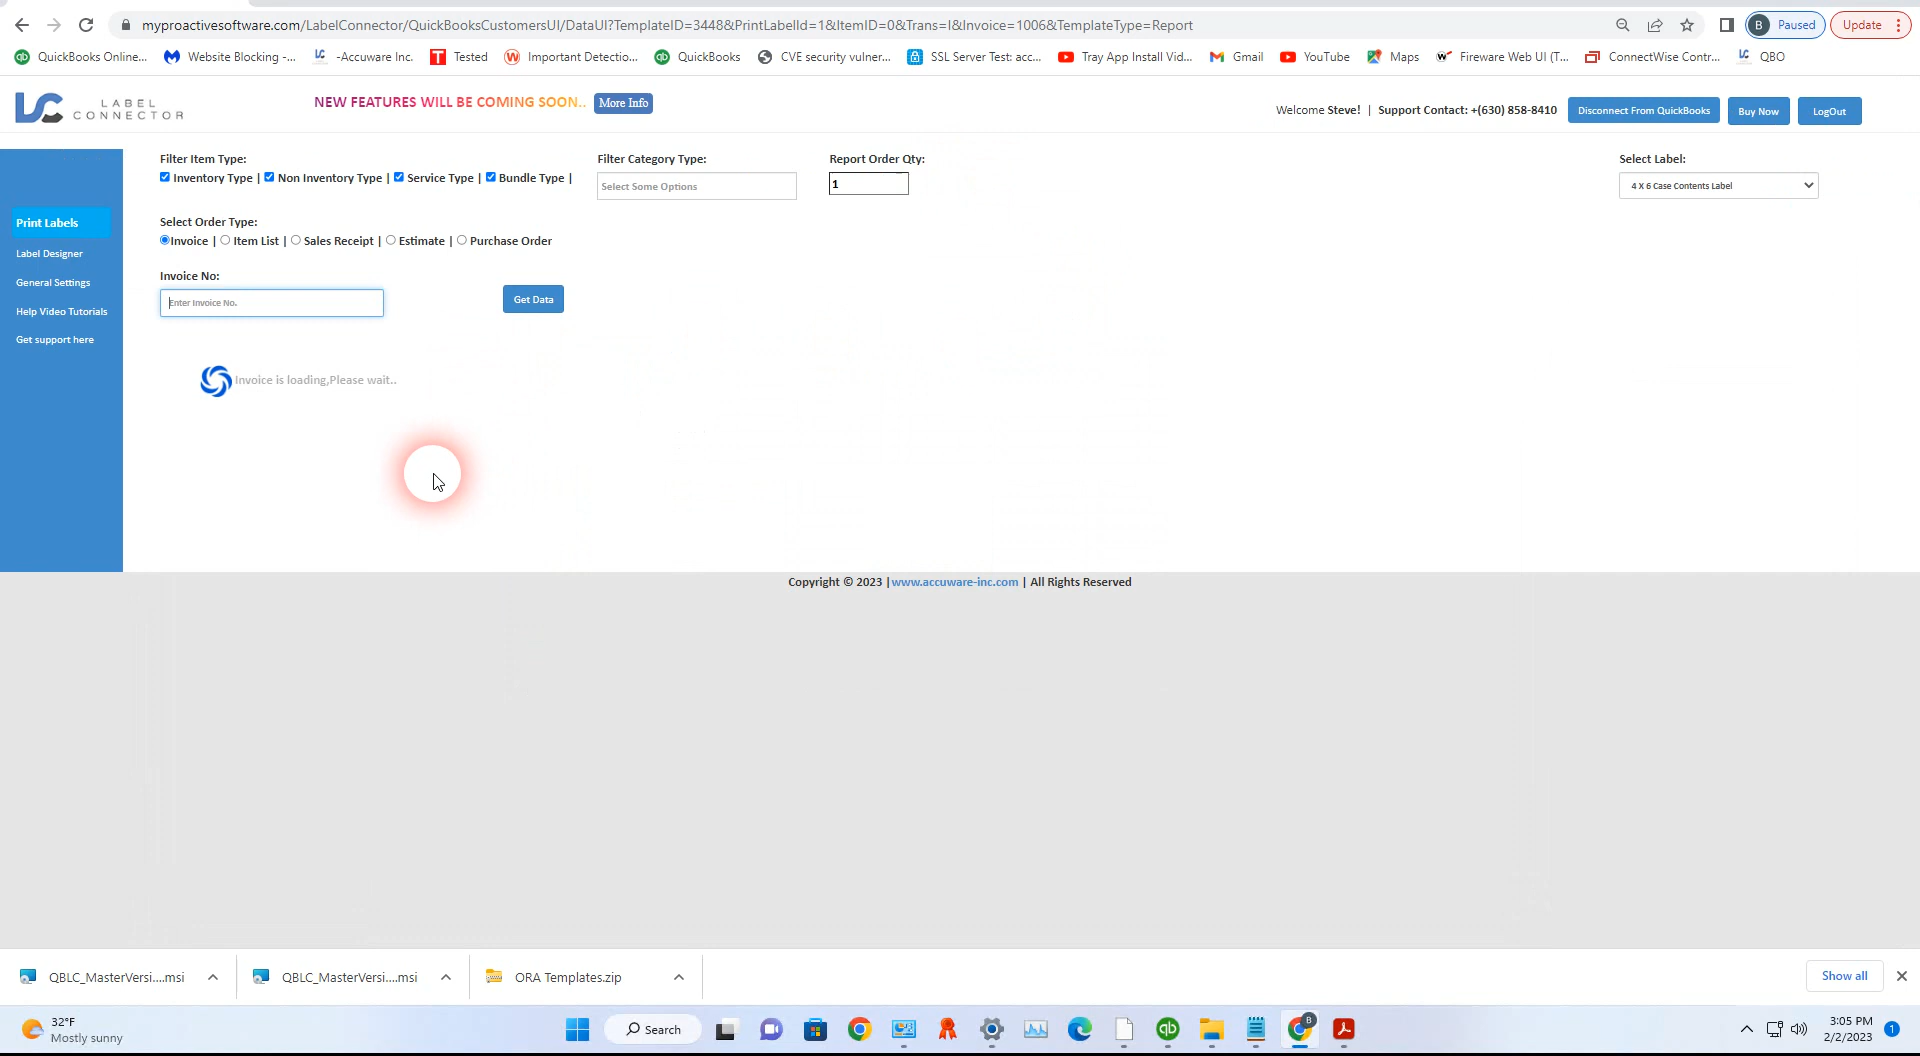 myproactivesoftware.com/LabelConnector/QuickBooksCustomersUI/DataUI?TemplateID=3448&PrintLabelId=1&ItemID=0&Trans=I&Invoice=1006&TemplateType=Report
B Paused
Update
QuickBooks Online...
Website Blocking -...
-Accuware Inc.
Tested
Important Detectio...
QuickBooks
CVE security vulner...
SSL Server Test: acc...
Tray App Install Vid...
Gmail
YouTube
Maps
Fireware Web UI (T...
ConnectWise Contr...
QBO
LABEL
CONNECTOR
NEW FEATURES WILL BE COMING SOON..
More Info
Welcome Steve! | Support Contact: +(630) 858-8410
Disconnect From QuickBooks
Buy Now
LogOut
Print Labels
Label Designer
General Settings
Help Video Tutorials
Get support here
Filter Item Type:
Inventory Type | Non Inventory Type | Service Type | Bundle Type |
Filter Category Type:
Select Some Options
Report Order Qty:
1
Select Label:
4 X 6 Case Contents Label
Select Order Type:
Invoice | Item List | Sales Receipt | Estimate | Purchase Order
Invoice No:
Enter Invoice No.
Get Data
Invoice is loading,Please wait..
Copyright © 2023 |www.accuware-inc.com | All Rights Reserved
QBLC_MasterVersi....msi
QBLC_MasterVersi....msi
ORA Templates.zip
Show all
32°F
Mostly sunny
Search
B
3:05 PM
2/2/2023
1